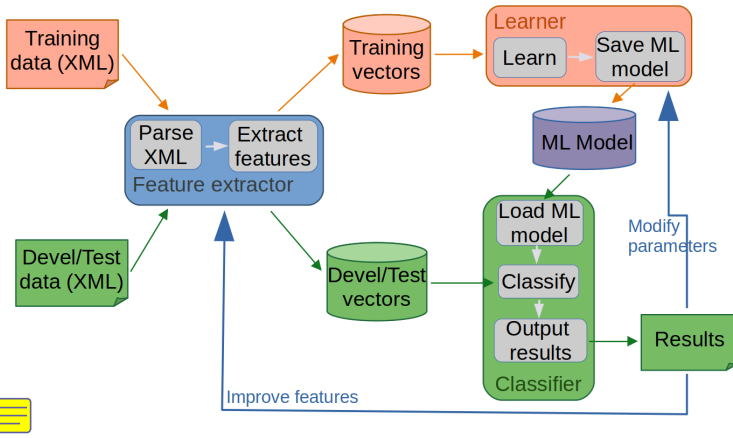 Learner
Training
data (XML)
Training
vectors
Learn
Save ML
model
Parse
XML
Extract
features
Feature extractor
ML Model
Load ML
model
Modify
parameters
Devel/Test
data (XML)
Devel/Test
vectors
Classify
Output
results
Results
Classifier
Improve features